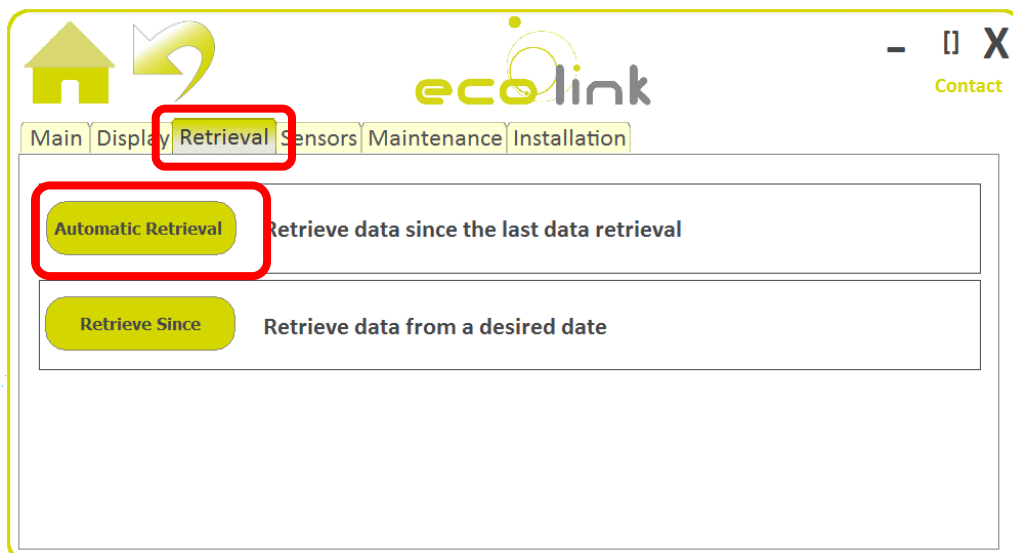 eco link
– [] X
Contact
Main Display Retrieval Sensors Maintenance Installation
Automatic Retrieval Retrieve data since the last data retrieval
Retrieve Since Retrieve data from a desired date